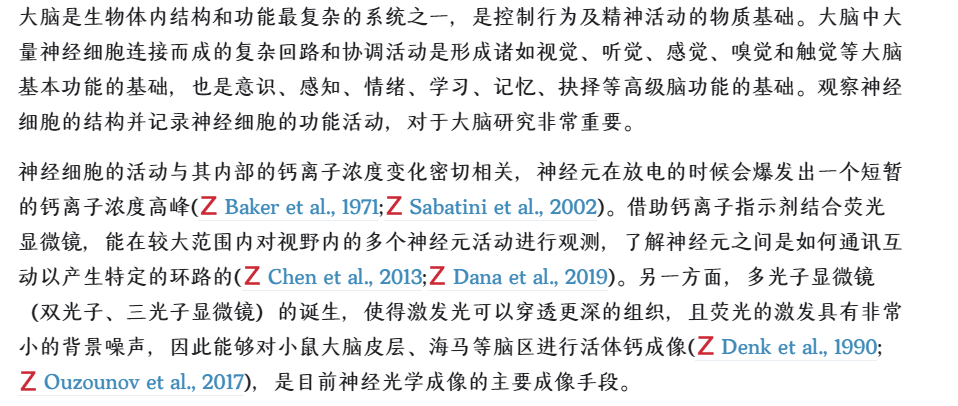 大脑是生物体内结构和功能最复杂的系统之一，是控制行为及精神活动的物质基础。大脑中大
量神经细胞连接而成的复杂回路和协调活动是形成诸如视觉、听觉、感觉、嗅觉和触觉等大脑
基本功能的基础，也是意识、感知、情绪、学习、记忆、抉择等高级脑功能的基础。观察神经
细胞的结构并记录神经细胞的功能活动，对于大脑研究非常重要。
神经细胞的活动与其内部的钙离子浓度变化密切相关，神经元在放电的时候会爆发出一个短暂
的钙离子浓度高峰(Z Baker et al., 1971;Z Sabatini et al., 2002)。借助钙离子指示剂结合荧光
显微镜，能在较大范围内对视野内的多个神经元活动进行观测，了解神经元之间是如何通讯互
动以产生特定的环路的(Z Chen et al., 2013;Z Dana et al., 2019)。另一方面，多光子显微镜
（双光子、三光子显微镜）的诞生，使得激发光可以穿透更深的组织，且荧光的激发具有非常
小的背景噪声，因此能够对小鼠大脑皮层、海马等脑区进行活体钙成像(Z Denk et al., 1990;
Z Ouzounov et al., 2017)，是目前神经光学成像的主要成像手段。